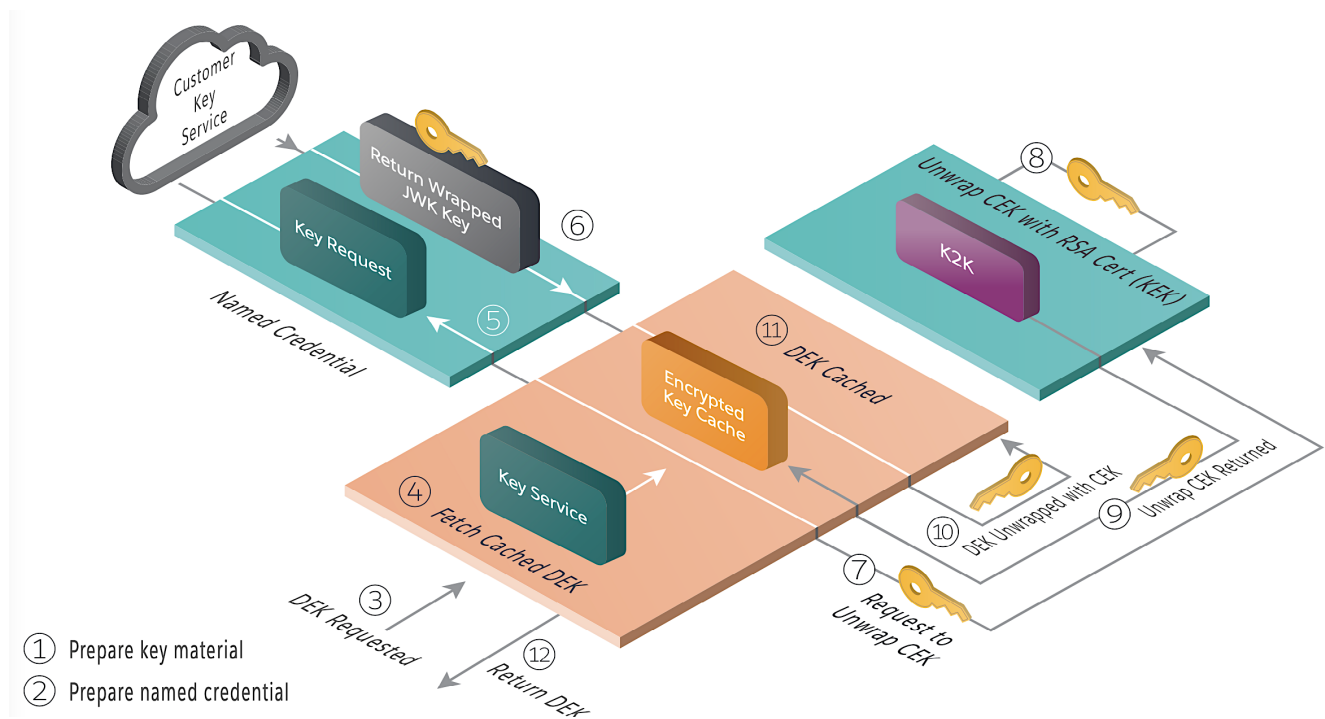 Customer
Key
Service
Return Wrapped
JWK Key
Key Request
⑥
⑤
Named Credential
⑧
Unwrap CEK with RSA Cert (KEK)
K2K
⑪ DEK Cached
Encrypted
Key Cache
Key Service
④ Fetch Cached DEK
③
DEK Requested
⑫
Return DEK
⑦
Request to
Unwrap CEK
⑩
DEK Unwrapped with CEK
⑨
Unwrap CEK Returned
① Prepare key material
② Prepare named credential